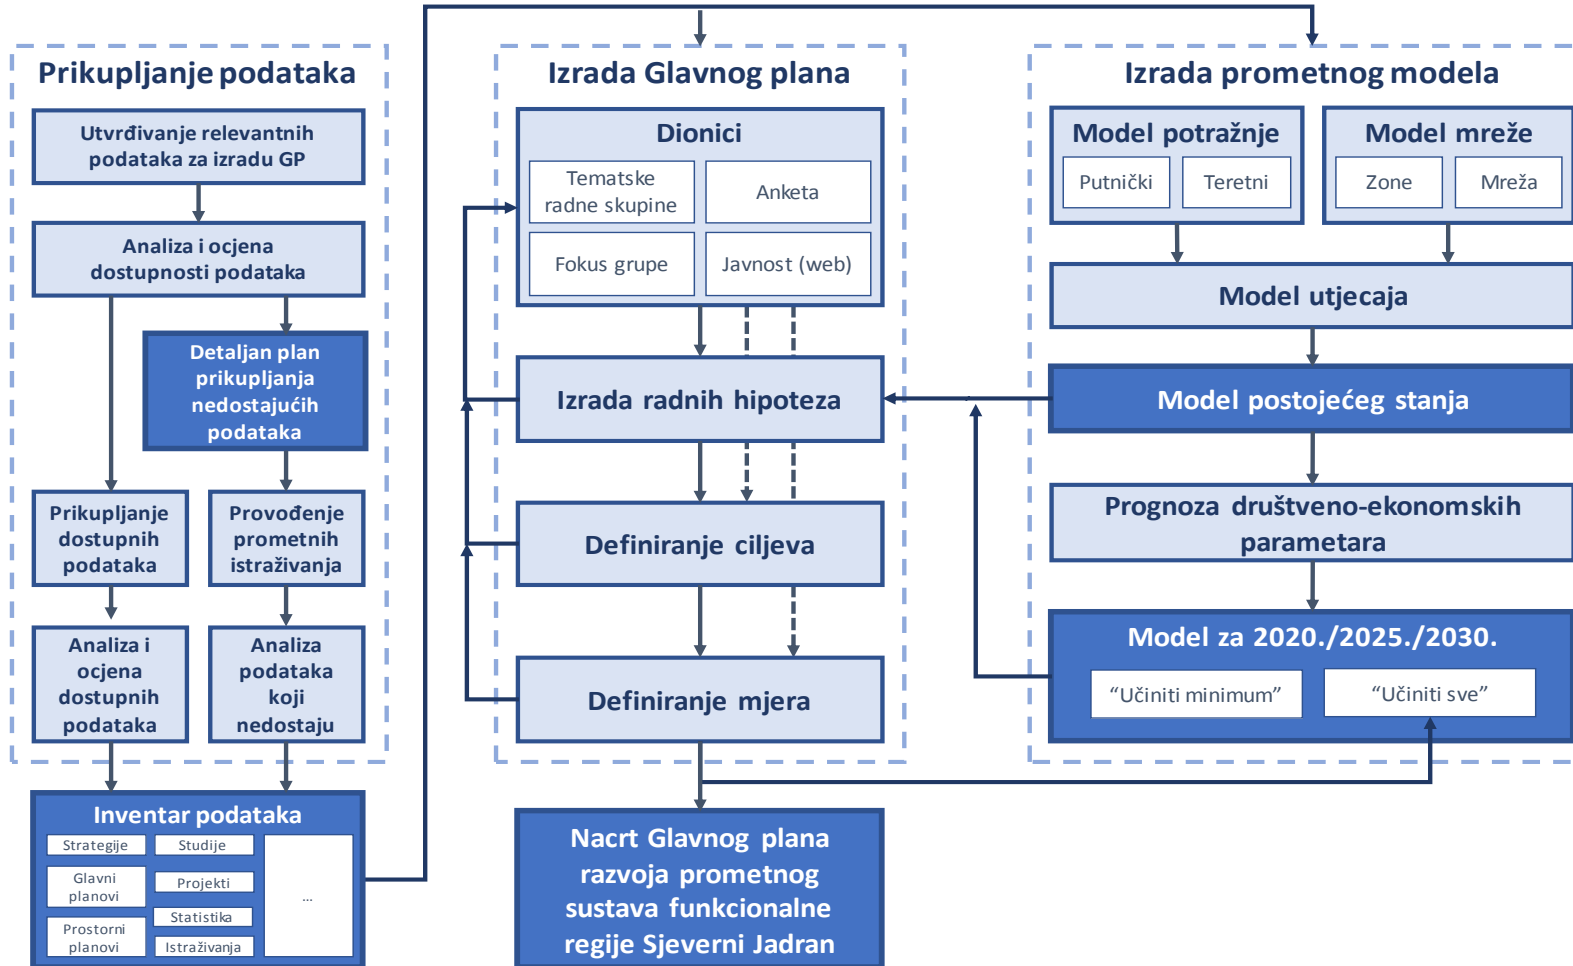 Prikupljanje podataka
Utvrđivanje relevantnih
podataka za izradu GP
Analiza i ocjena
dostupnosti podataka
Detaljan plan
prikupljanja
nedostajućih
podataka
Prikupljanje
dostupnih
podataka
Provođenje
prometnih
istraživanja
Analiza i
ocjena
dostupnih
podataka
Analiza
podataka
koji
nedostaju
Inventar podataka
Strategije
Glavni
planovi
Prostorni
planovi
Studije
Projekti
Statistika
Istraživanja
...
Izrada Glavnog plana
Dionici
Tematske
radne skupine
Anketa
Fokus grupe
Javnost (web)
Izrada radnih hipoteza
Definiranje ciljeva
Definiranje mjera
Nacrt Glavnog plana
razvoja prometnog
sustava funkcionalne
regije Sjeverni Jadran
Izrada prometnog modela
Model potražnje
Putnički
Teretni
Model mreže
Zone
Mreža
Model utjecaja
Model postojećeg stanja
Prognoza društveno-ekonomskih
parametara
Model za 2020./2025./2030.
“Učiniti minimum”
“Učiniti sve”